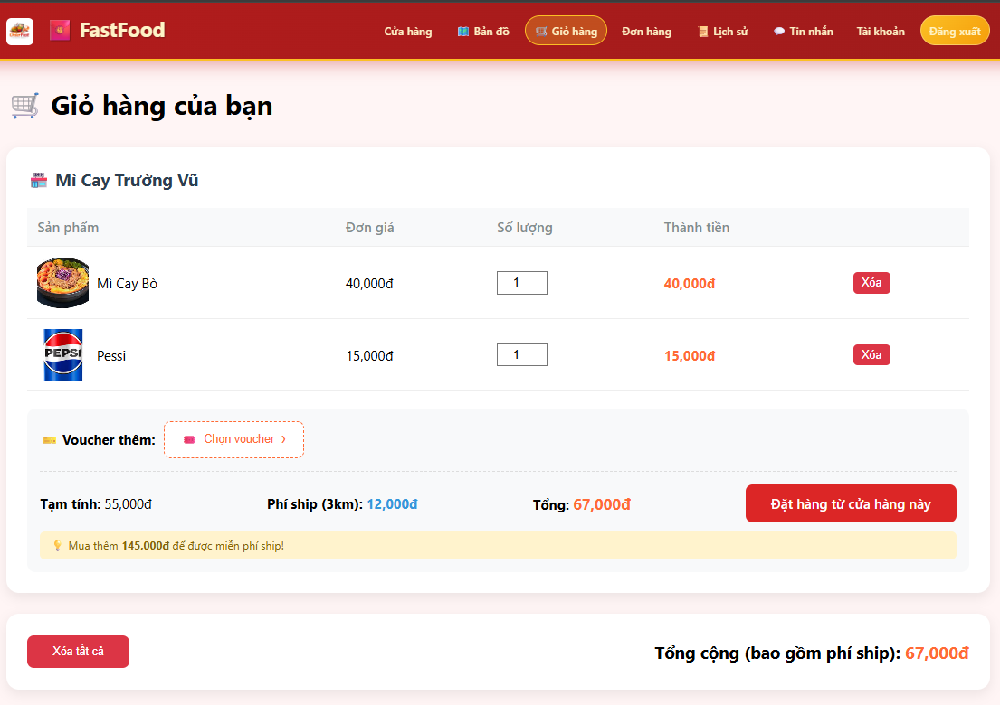 FastFood
Cửa hàng
Bản đồ
Giỏ hàng
Đơn hàng
Lịch sử
Tin nhắn
Tài khoản
Đăng xuất
Giỏ hàng của bạn
Mì Cay Trường Vũ
Sản phẩm Đơn giá Số lượng Thành tiền
Mì Cay Bò 40,000đ 1 40,000đ Xóa
PEPSI
Pessi 15,000đ 1 15,000đ Xóa
Voucher thêm: Chọn voucher ›
Tạm tính: 55,000đ Phí ship (3km): 12,000đ Tổng: 67,000đ Đặt hàng từ cửa hàng này
Mua thêm 145,000đ để được miễn phí ship!
Xóa tất cả Tổng cộng (bao gồm phí ship): 67,000đ